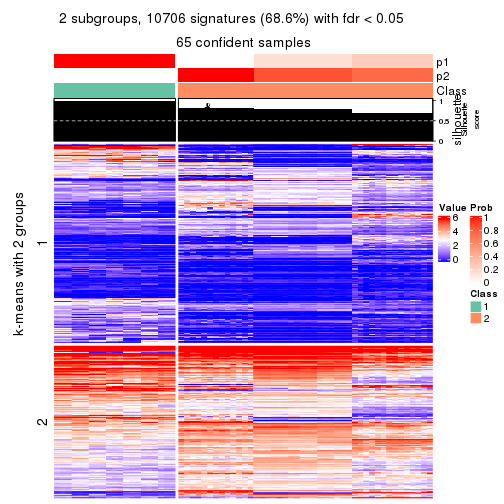 2 subgroups, 10706 signatures (68.6%) with fdr < 0.05
65 confident samples
p1
p2
Class
1
0.5
0
silhouette
Silhouette
score
k-means with 2 groups
1
2
Value
6
4
2
0
Prob
1
0.8
0.6
0.4
0.2
0
Class
1
2